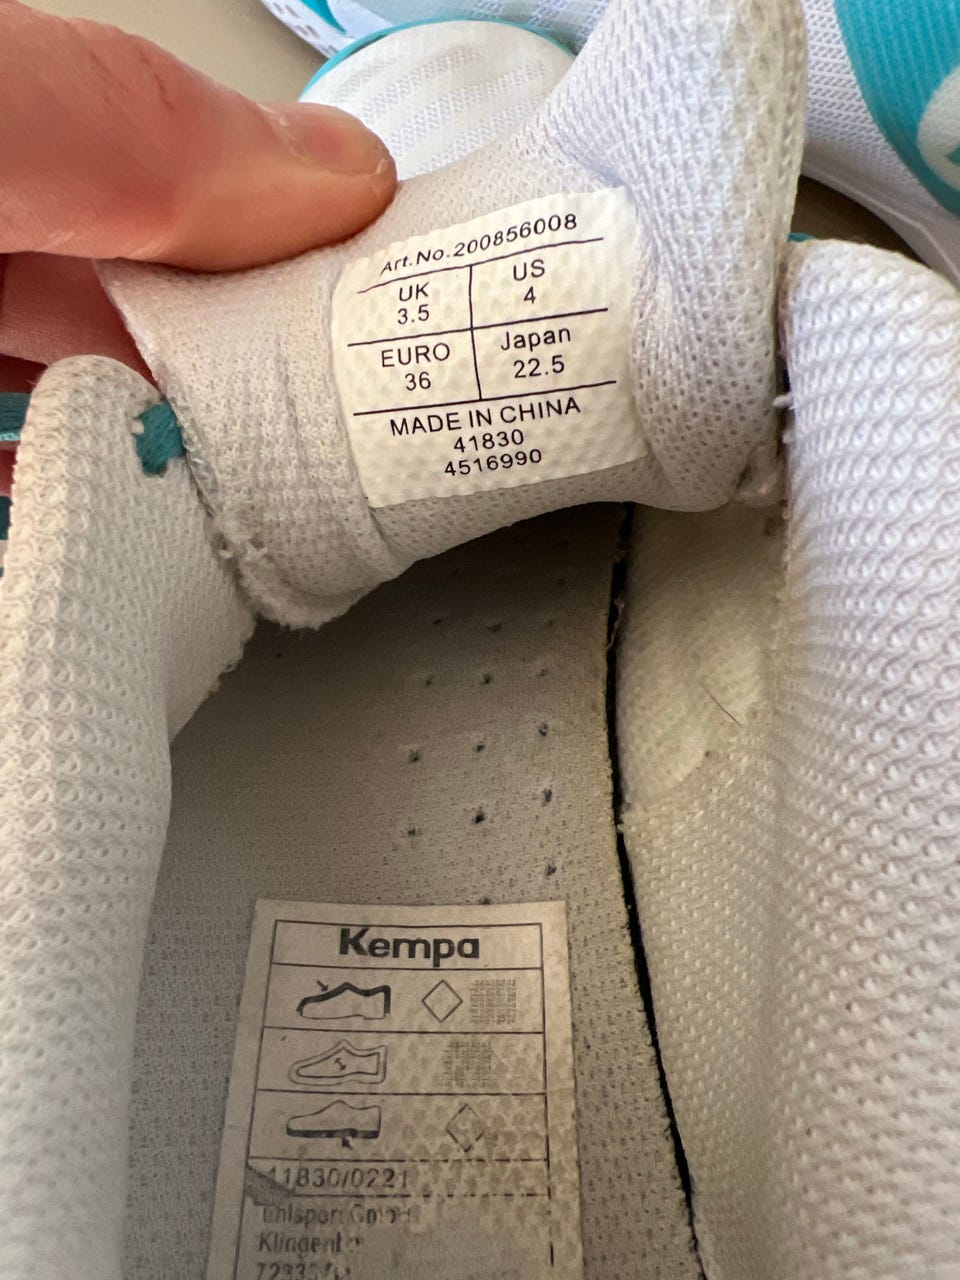 Art.No.200856008
UK US
3.5 4
EURO Japan
36 22.5
MADE IN CHINA
41830
4516990
Kempa
41830/0221